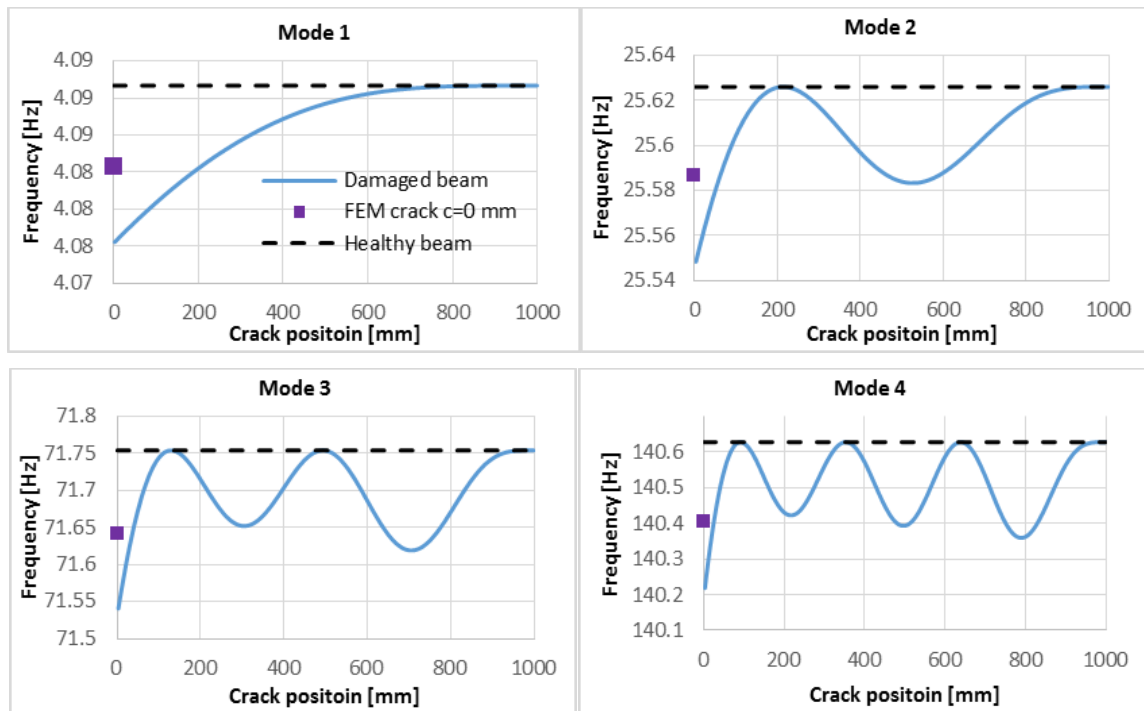 Mode 1
4.09
4.09
4.09
4.08
4.08
4.08
4.07
Frequency [Hz]
Damaged beam
FEM crack c=0 mm
Healthy beam
0 200 400 600 800 1000
Crack positoin [mm]
Mode 2
25.64
25.62
25.6
25.58
25.56
25.54
Frequency [Hz]
0 200 400 600 800 1000
Crack positoin [mm]
Mode 3
71.8
71.75
71.7
71.65
71.6
71.55
71.5
Frequency [Hz]
0 200 400 600 800 1000
Crack positoin [mm]
Mode 4
140.6
140.5
140.4
140.3
140.2
140.1
Frequency [Hz]
0 200 400 600 800 1000
Crack positoin [mm]